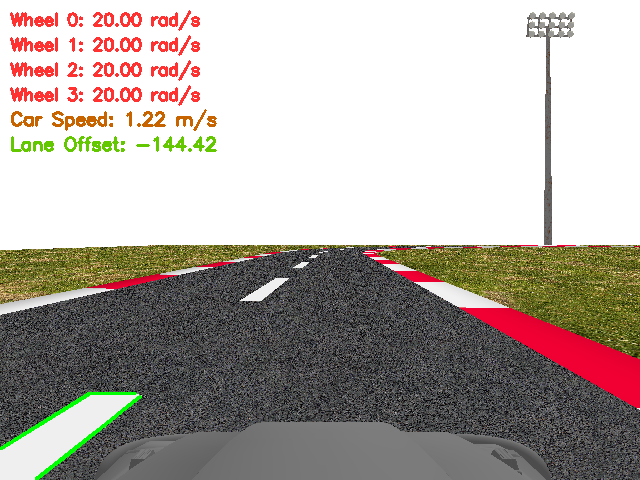 Wheel 0: 20.00 rad/s
Wheel 1: 20.00 rad/s
Wheel 2: 20.00 rad/s
Wheel 3: 20.00 rad/s
Car Speed: 1.22 m/s
Lane Offset: -144.42